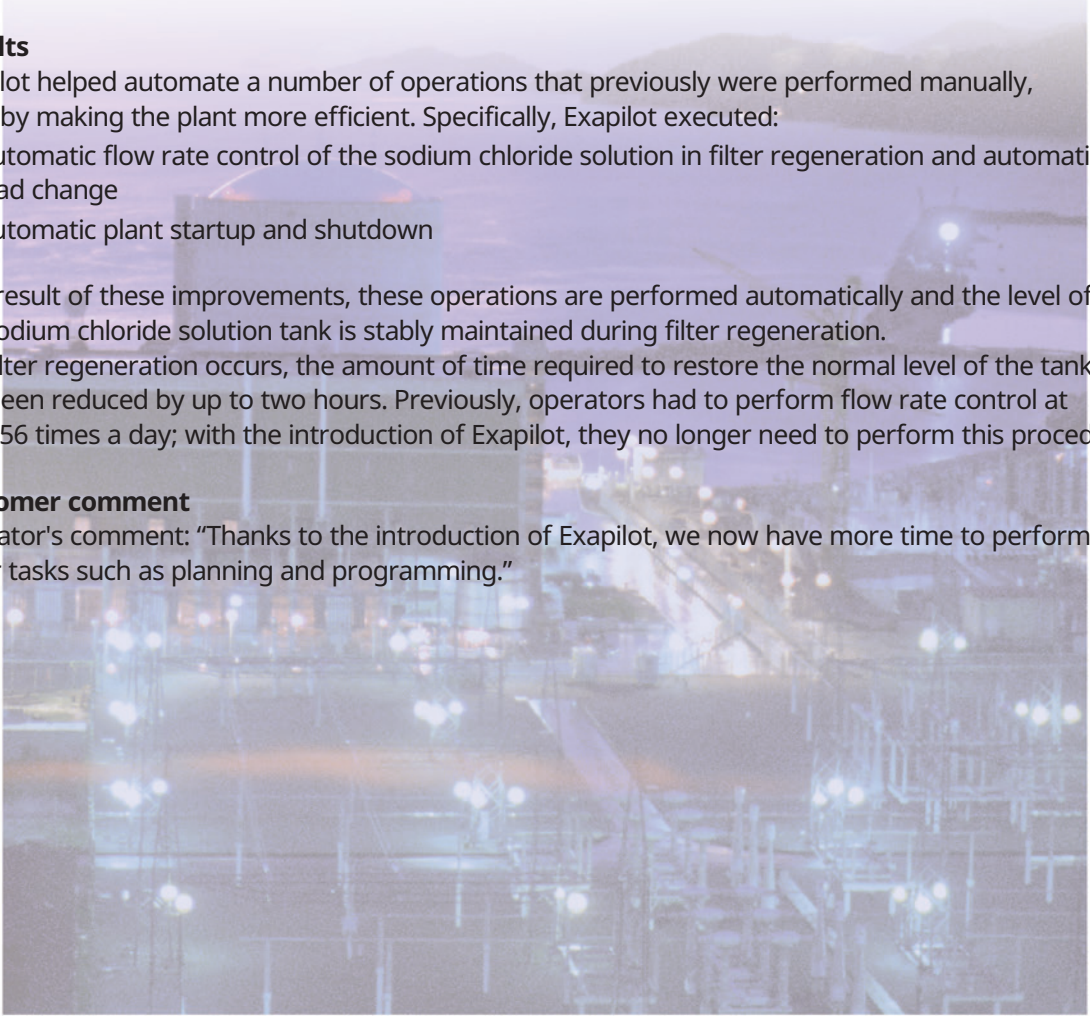 lts
lot helped automate a number of operations that previously were performed manually,
by making the plant more efficient. Specifically, Exapilot executed:
utomatic flow rate control of the sodium chloride solution in filter regeneration and automati
ad change
utomatic plant startup and shutdown
result of these improvements, these operations are performed automatically and the level of
odium chloride solution tank is stably maintained during filter regeneration.
lter regeneration occurs, the amount of time required to restore the normal level of the tank
een reduced by up to two hours. Previously, operators had to perform flow rate control at
56 times a day; with the introduction of Exapilot, they no longer need to perform this proced
omer comment
ator's comment: “Thanks to the introduction of Exapilot, we now have more time to perform
r tasks such as planning and programming.”